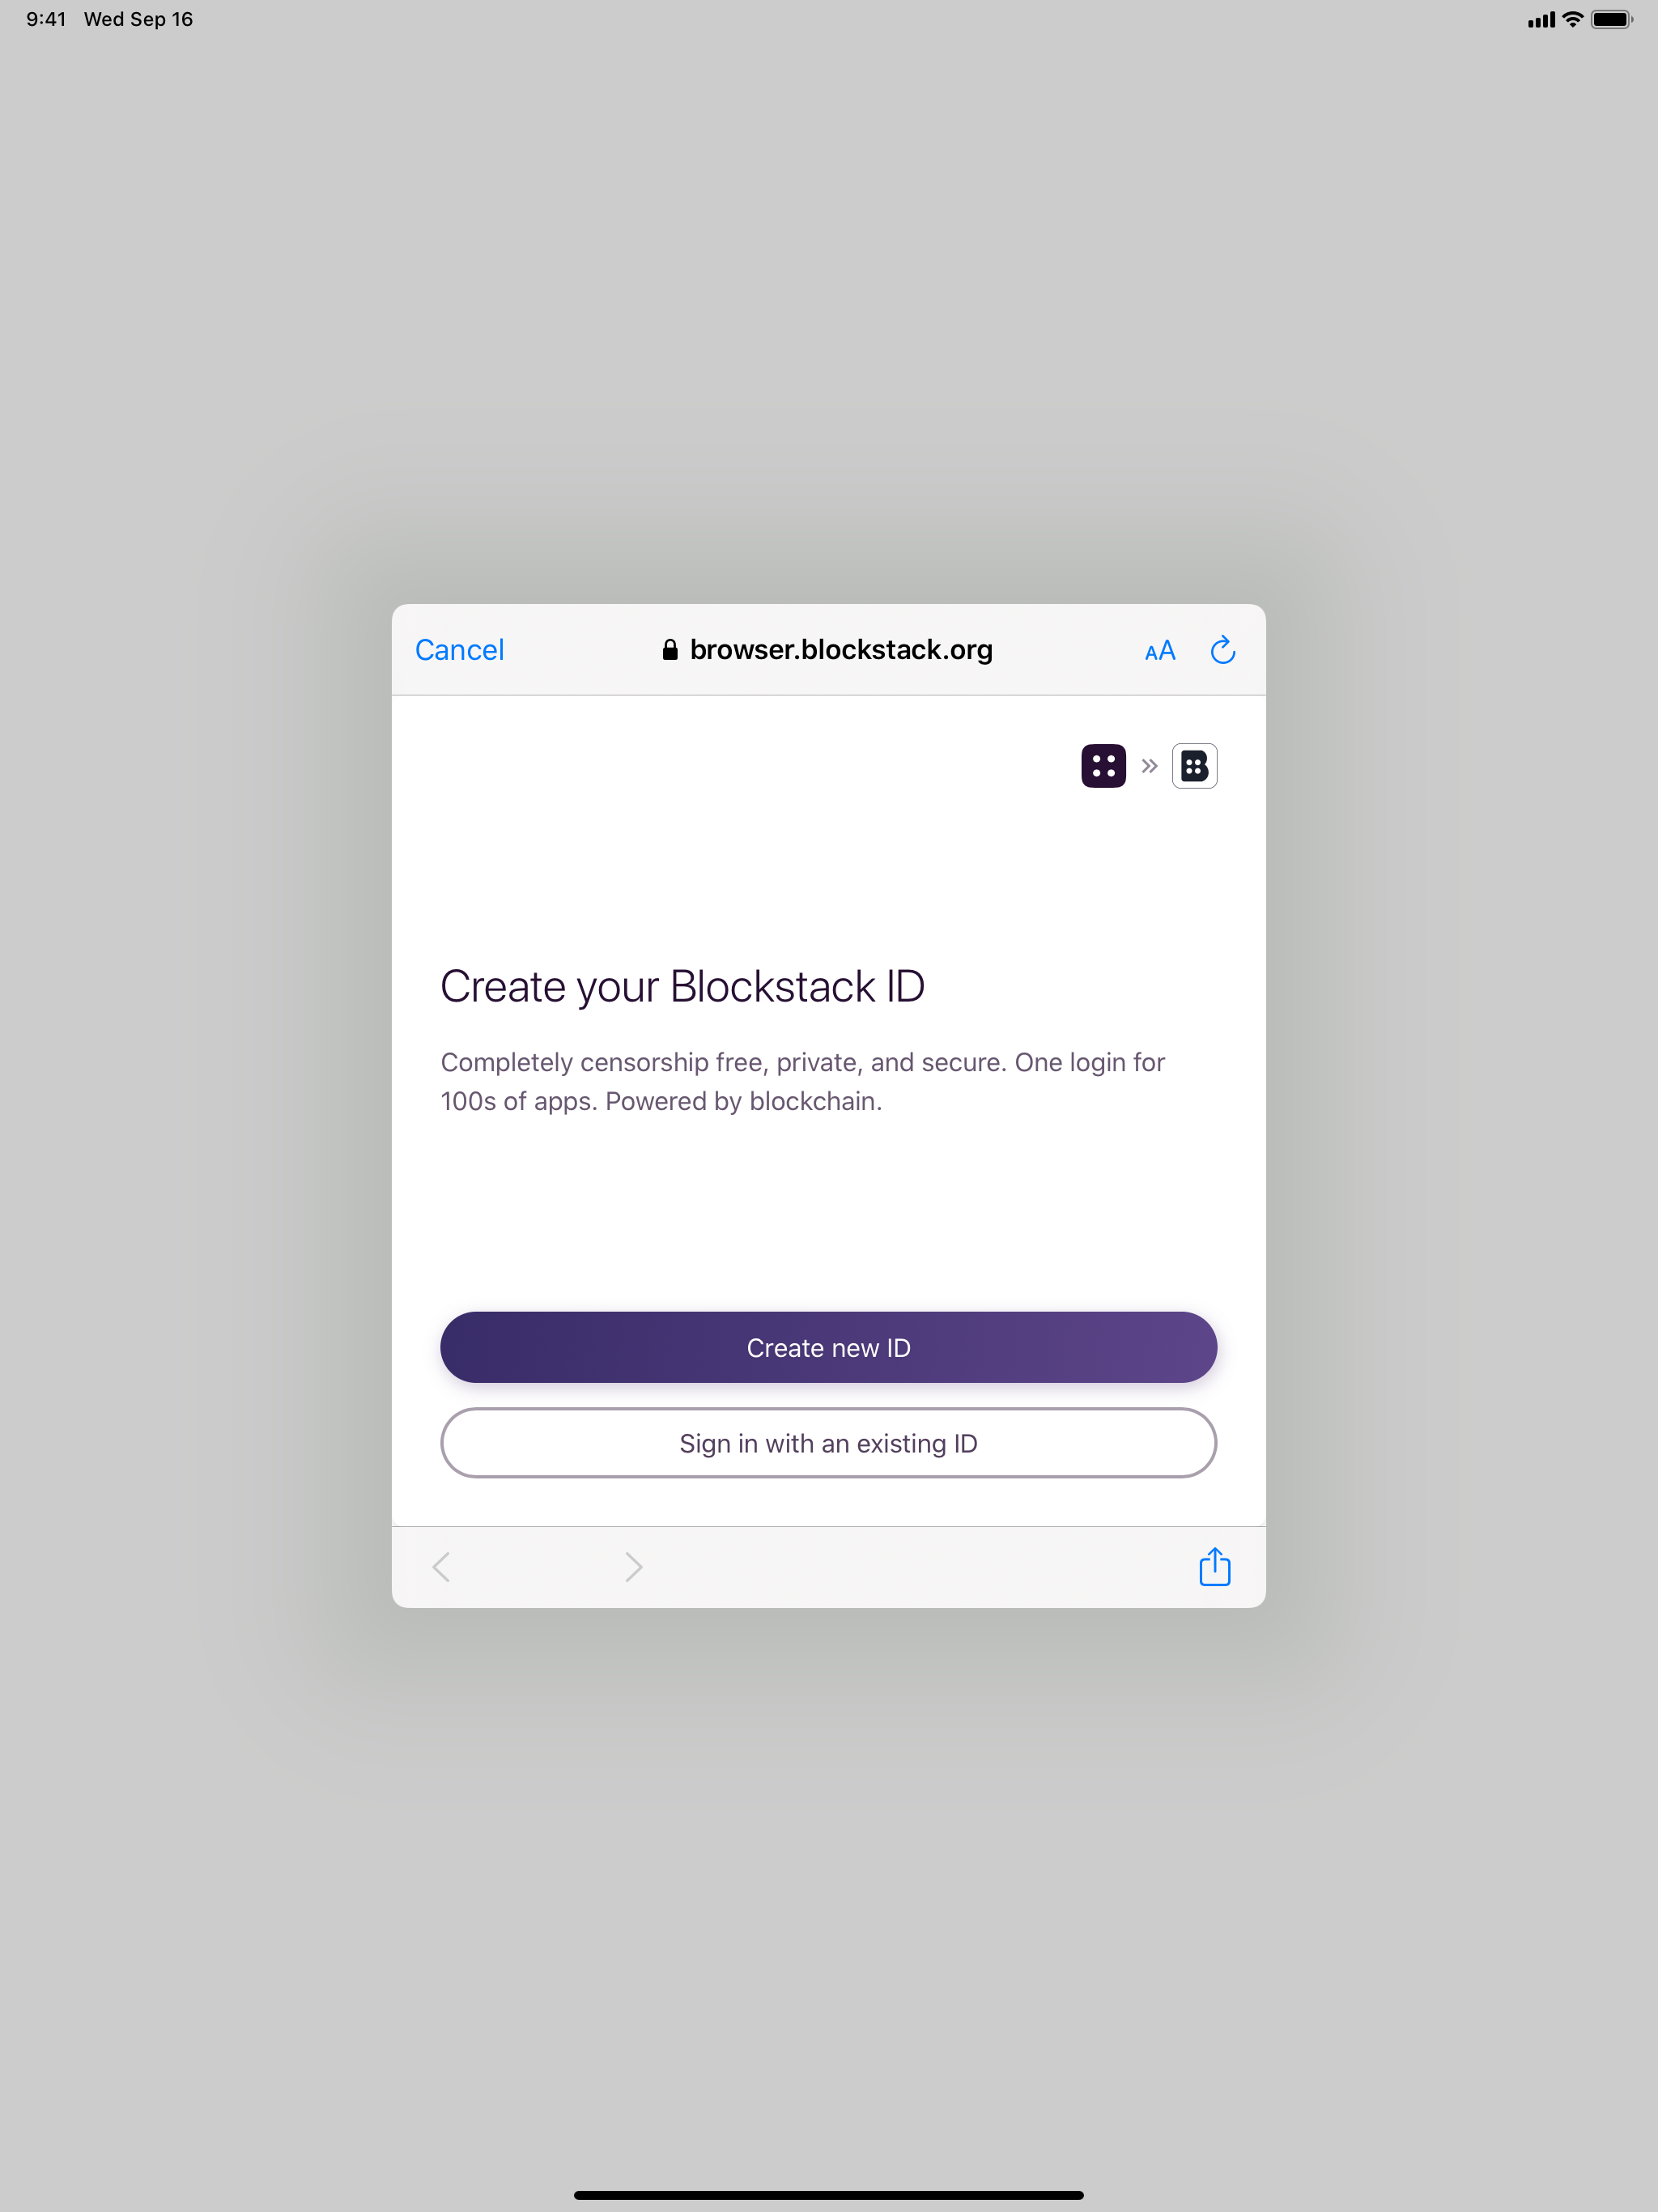 9:41 Wed Sep 16
Cancel
browser.blockstack.org
AA
B
Create your Blockstack ID
Completely censorship free, private, and secure. One login for
100s of apps. Powered by blockchain.
Create new ID
Sign in with an existing ID